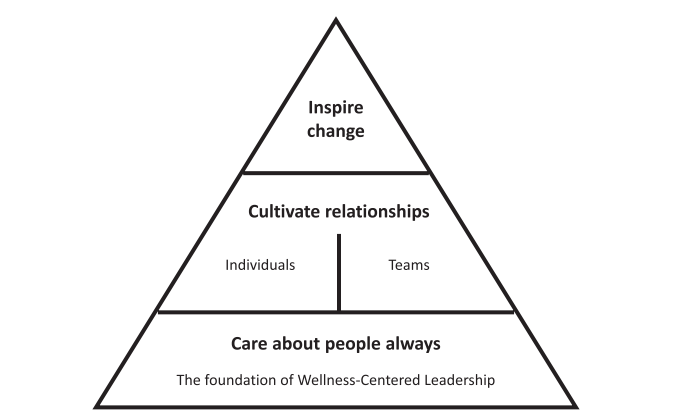 Inspire
change
Cultivate relationships
Individuals
Teams
Care about people always
The foundation of Wellness-Centered Leadership